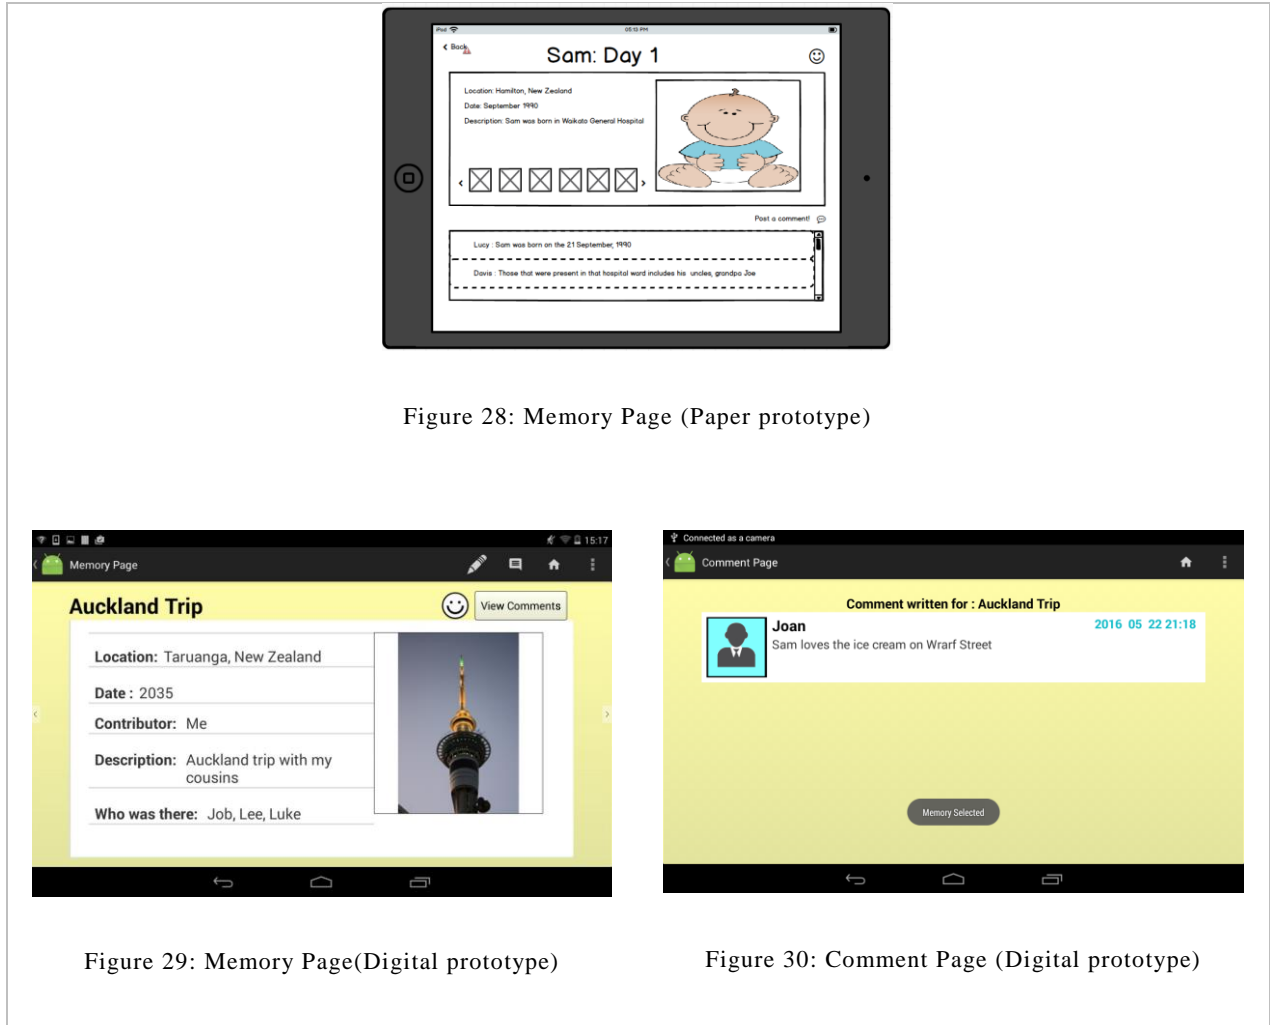 iPad
05:10 PM
< Back
Sam: Day 1
Location: Hamilton, New Zealand
Date: September 1990
Description: Sam was born in Waikato General Hospital
Post a comment!
Lucy : Sam was born on the 21 September, 1990
Davis : Those that were present in that hospital ward includes his uncles, grandpa Joe
Figure 28: Memory Page (Paper prototype)
15:17
Memory Page
Auckland Trip
View Comments
Location: Taruanga, New Zealand
Date : 2035
Contributor: Me
Description: Auckland trip with my
cousins
Who was there: Job, Lee, Luke
Figure 29: Memory Page(Digital prototype)
Connected as a camera
Comment Page
Comment written for : Auckland Trip
Joan
2016 05 22 21:18
Sam loves the ice cream on Wrarf Street
Memory Selected
Figure 30: Comment Page (Digital prototype)